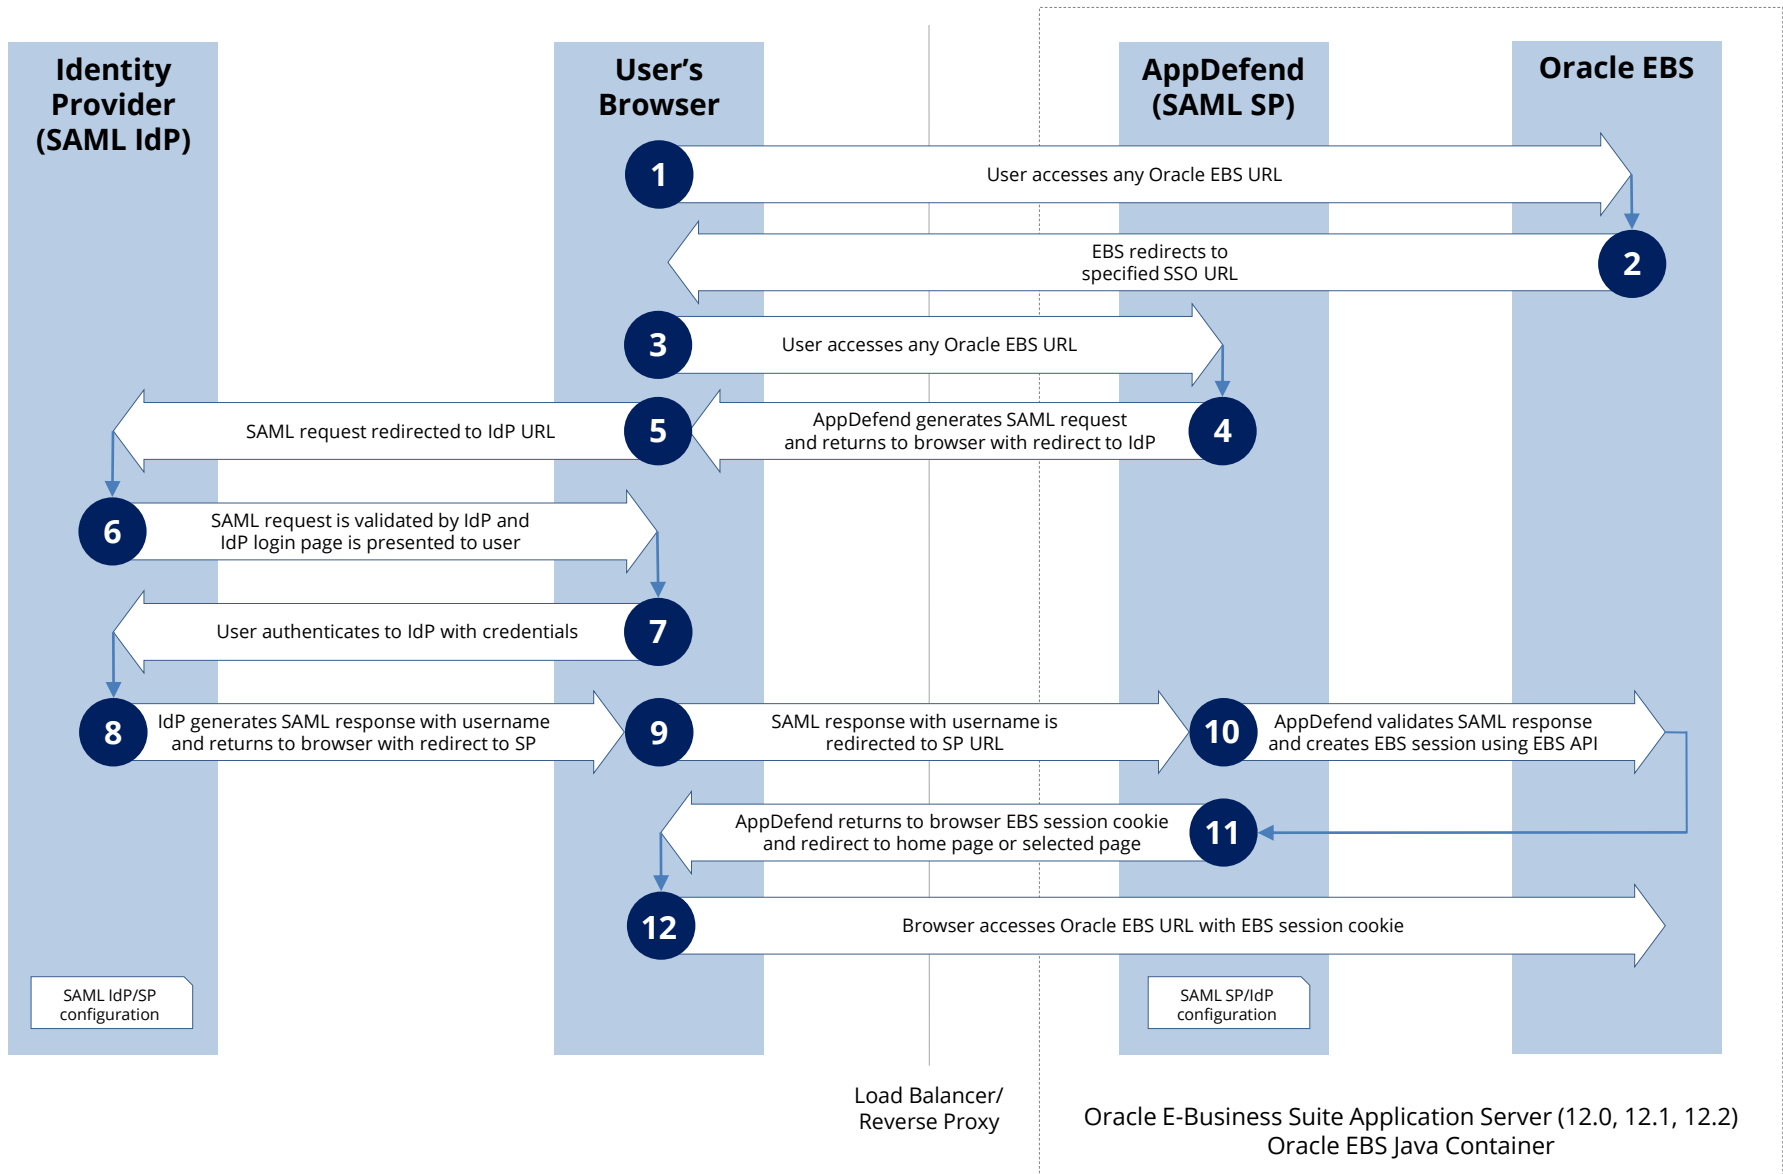 Identity
Provider
(SAML IdP)
User’s
Browser
AppDefend
(SAML SP)
Oracle EBS
1
User accesses any Oracle EBS URL
EBS redirects to
specified SSO URL
2
3
User accesses any Oracle EBS URL
SAML request redirected to IdP URL
5
AppDefend generates SAML request
and returns to browser with redirect to IdP
4
6
SAML request is validated by IdP and
IdP login page is presented to user
User authenticates to IdP with credentials
7
8
IdP generates SAML response with username
and returns to browser with redirect to SP
9
SAML response with username is
redirected to SP URL
10
AppDefend validates SAML response
and creates EBS session using EBS API
AppDefend returns to browser EBS session cookie
and redirect to home page or selected page
11
12
Browser accesses Oracle EBS URL with EBS session cookie
SAML IdP/SP
configuration
SAML SP/IdP
configuration
Load Balancer/
Reverse Proxy
Oracle E-Business Suite Application Server (12.0, 12.1, 12.2)
Oracle EBS Java Container